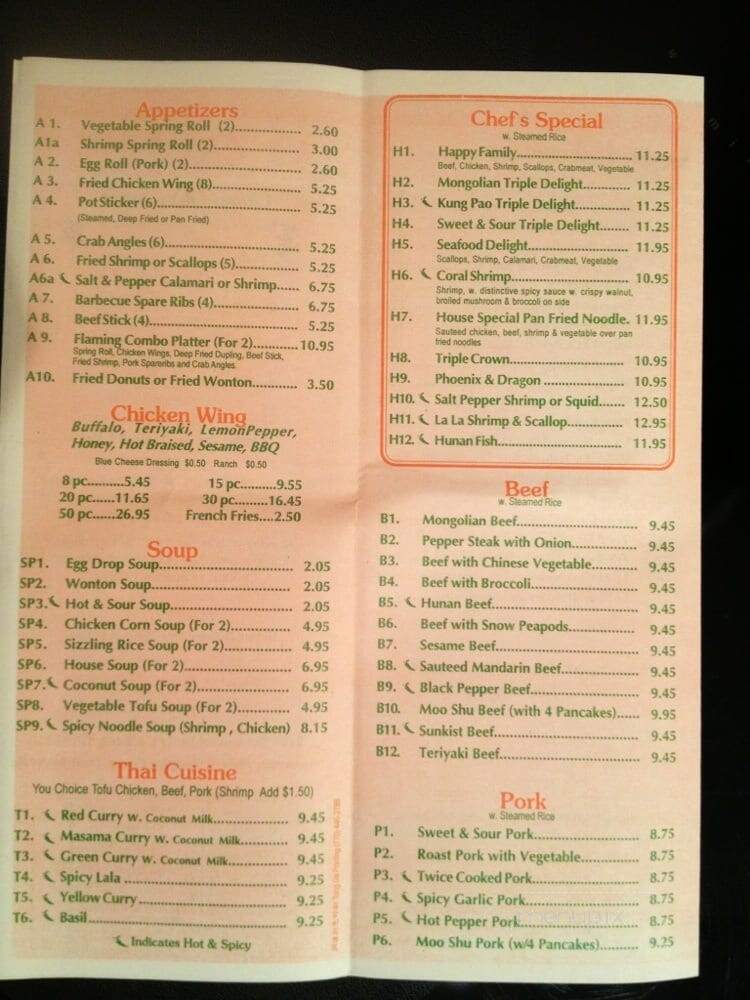 Appetizers
A 1. Vegetable Spring Roll (2)................ 2.60
A1a Shrimp Spring Roll (2)................... 3.00
A 2. Egg Roll (Pork) (2)......................... 2.60
A 3. Fried Chicken Wing (8)................... 5.25
A 4. Pot Sticker (6)................................ 5.25
(Steamed, Deep Fried or Pan Fried)
A 5. Crab Angles (6).............................. 5.25
A 6. Fried Shrimp or Scallops (5)........... 5.25
A6a Salt & Pepper Calamari or Shrimp...... 6.75
A 7. Barbecue Spare Ribs (4).................. 6.75
A 8. Beef Stick (4)................................. 5.25
A 9. Flaming Combo Platter (For 2)..........10.95
Spring Roll, Chicken Wings, Deep Fried Dupling, Beef Stick,
Fried Shrimp, Pork Spareribs and Crab Angles
A10. Fried Donuts or Fried Wonton........... 3.50
Chicken Wing
Buffalo, Teriyaki, LemonPepper,
Honey, Hot Braised, Sesame, BBQ
Blue Cheese Dressing $0.50 Ranch $0.50
8 pc.........5.45 15 pc..........9.55
20 pc......11.65 30 pc..........16.45
50 pc......26.95 French Fries....2.50
Soup
SP1. Egg Drop Soup............................... 2.05
SP2. Wonton Soup................................. 2.05
SP3. Hot & Sour Soup............................ 2.05
SP4. Chicken Corn Soup (For 2).............. 4.95
SP5. Sizzling Rice Soup (For 2)............... 4.95
SP6. House Soup (For 2)........................ 6.95
SP7. Coconut Soup (For 2)..................... 6.95
SP8. Vegetable Tofu Soup (For 2)............ 4.95
SP9. Spicy Noodle Soup (Shrimp , Chicken) 8.15
Thai Cuisine
You Choice Tofu Chicken, Beef, Pork (Shrimp Add $1.50)
T1. Red Curry w. Coconut Milk................ 9.45
T2. Masama Curry w. Coconut Milk.......... 9.45
T3. Green Curry w. Coconut Milk............. 9.45
T4. Spicy Lala ..................................... 9.25
T5. Yellow Curry.................................. 9.25
T6. Basil............................................. 9.25
Indicates Hot & Spicy
Chef's Special
w. Steamed Rice
H1. Happy Family............................ 11.25
Beef, Chicken, Shrimp, Scallops, Crabmeat, Vegetable
H2. Mongolian Triple Delight............ 11.25
H3. Kung Pao Triple Delight.............. 11.25
H4. Sweet & Sour Triple Delight....... 11.25
H5. Seafood Delight......................... 11.95
Scallops, Shrimp, Calamari, Crabmeat, Vegetable
H6. Coral Shrimp............................. 10.95
Shrimp, w. distinctive spicy sauce w. crispy walnut,
broiled mushroom & broccoli on side
H7. House Special Pan Fried Noodle. 11.95
Sauteed chicken, beef, shrimp & vegetable over pan
fried noodles
H8. Triple Crown............................. 10.95
H9. Phoenix & Dragon ..................... 10.95
H10. Salt Pepper Shrimp or Squid....... 12.50
H11. La La Shrimp & Scallop.............. 12.95
H12. Hunan Fish............................... 11.95
Beef
w. Steamed Rice
B1. Mongolian Beef............................ 9.45
B2. Pepper Steak with Onion............... 9.45
B3. Beef with Chinese Vegetable.......... 9.45
B4. Beef with Broccoli........................ 9.45
B5. Hunan Beef.................................. 9.45
B6. Beef with Snow Peapods............... 9.45
B7. Sesame Beef................................ 9.45
B8. Sauteed Mandarin Beef................. 9.45
B9. Black Pepper Beef........................ 9.45
B10. Moo Shu Beef (with 4 Pancakes)...... 9.95
B11. Sunkist Beef................................. 9.45
B12. Teriyaki Beef................................ 9.45
Pork
w. Steamed Rice
P1. Sweet & Sour Pork........................ 8.75
P2. Roast Pork with Vegetable.............. 8.75
P3. Twice Cooked Pork........................ 8.75
P4. Spicy Garlic Pork.......................... 8.75
P5. Hot Pepper Pork............................ 8.75
P6. Moo Shu Pork (w/4 Pancakes).......... 9.25